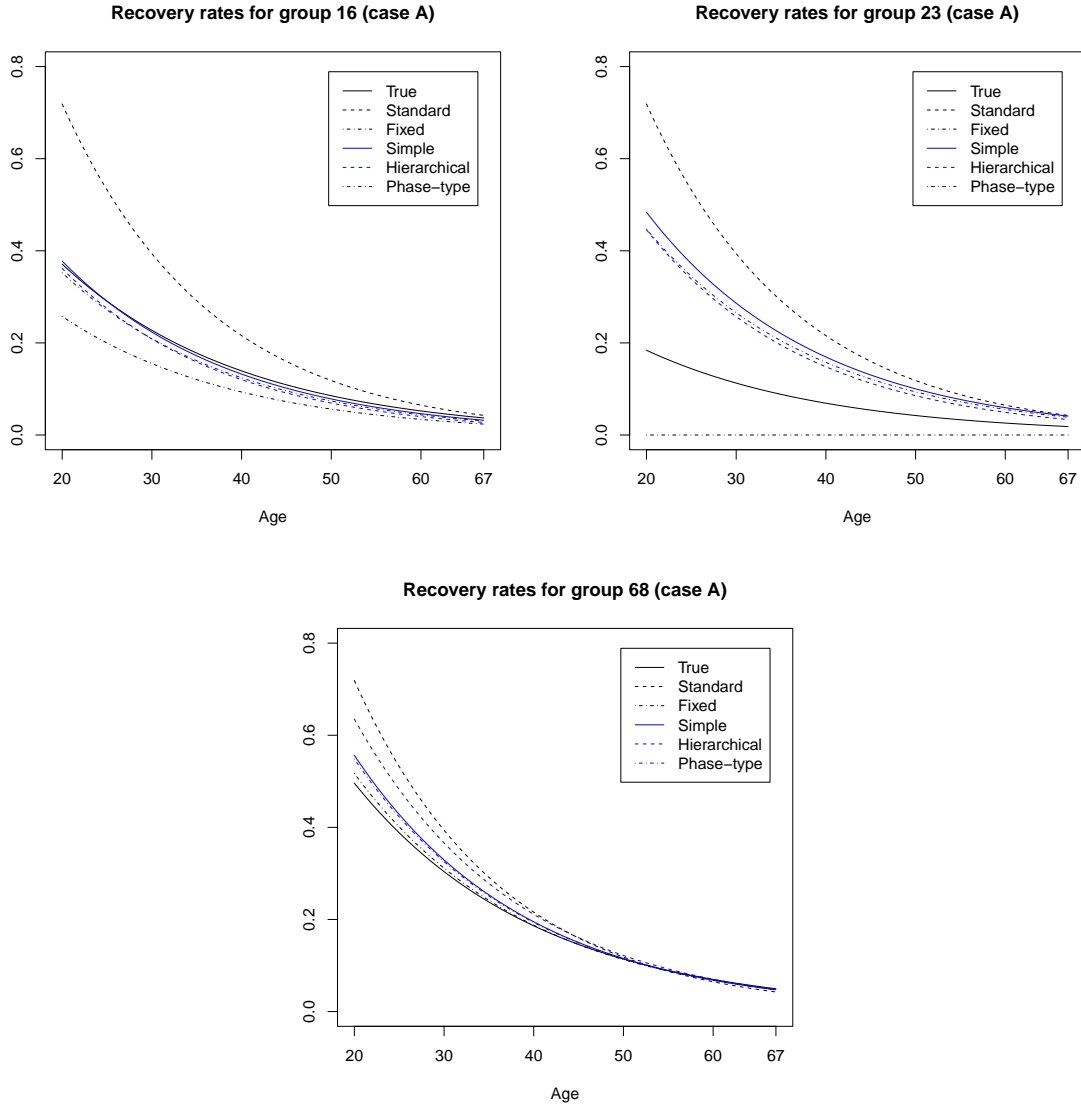 Recovery rates for group 16 (case A)
0.8
0.6
0.4
0.2
0.0
True
Standard
Fixed
Simple
Hierarchical
Phase−type
20 30 40 50 60 67
Age
Recovery rates for group 23 (case A)
0.8
0.6
0.4
0.2
0.0
True
Standard
Fixed
Simple
Hierarchical
Phase−type
20 30 40 50 60 67
Age
Recovery rates for group 68 (case A)
0.8
0.6
0.4
0.2
0.0
True
Standard
Fixed
Simple
Hierarchical
Phase−type
20 30 40 50 60 67
Age